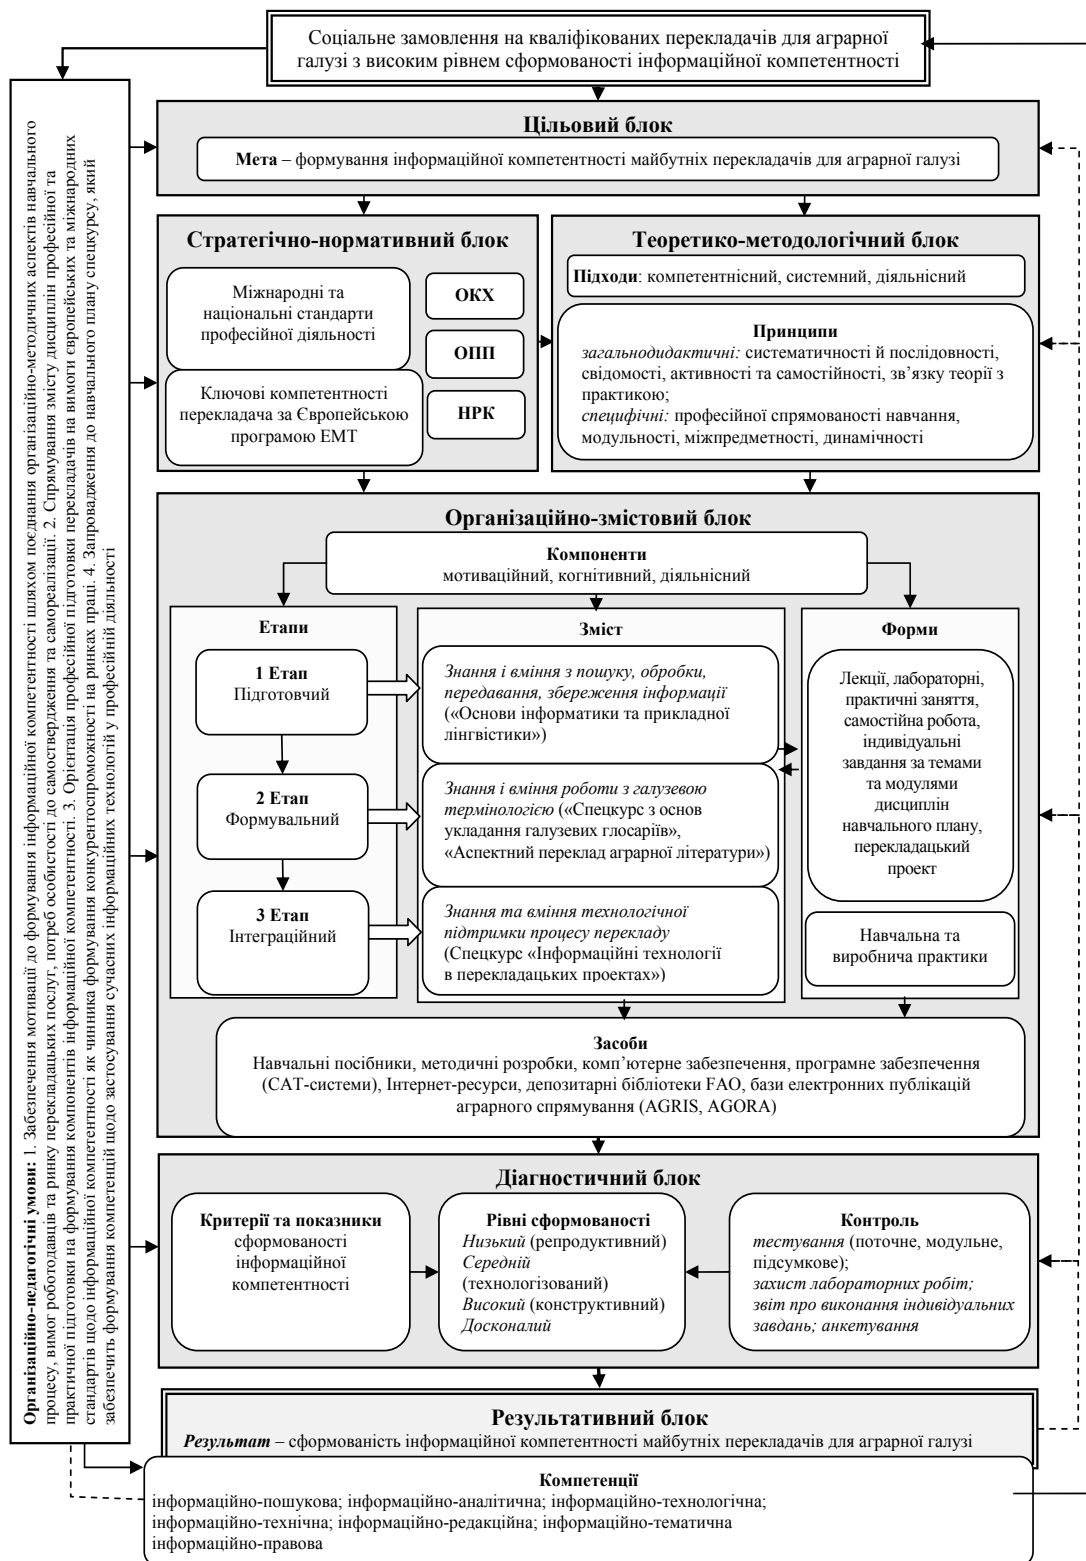 Соціальне замовлення на кваліфікованих перекладачів для аграрної
галузі з високим рівнем сформованості інформаційної компетентності
Організаційно-педагогічні умови: 1. Забезпечення мотивації до формування інформаційної компетентності шляхом поєднання організаційно-методичних аспектів навчального
процесу, вимог роботодавців та ринку перекладацьких послуг, потреб особистості до самоствердження та самореалізації. 2. Спрямування змісту дисциплін професійної та
практичної підготовки на формування компонентів інформаційної компетентності. 3. Орієнтація професійної підготовки перекладачів на вимоги європейських та міжнародних
стандартів щодо інформаційної компетентності як чинника формування конкурентоспроможності на ринках праці. 4. Запровадження до навчального плану спецкурсу, який
забезпечить формування компетенцій щодо застосування сучасних інформаційних технологій у професійній діяльності
Цільовий блок
Мета – формування інформаційної компетентності майбутніх перекладачів для аграрної галузі
Стратегічно-нормативний блок
Міжнародні та
національні стандарти
професійної діяльності
Ключові компетентності
перекладача за Європейською
програмою ЕМТ
ОКХ
ОПП
НРК
Теоретико-методологічний блок
Підходи: компетентнісний, системний, діяльнісний
Принципи
загальнодидактичні: систематичності й послідовності,
свідомості, активності та самостійності, зв’язку теорії з
практикою;
специфічні: професійної спрямованості навчання,
модульності, міжпредметності, динамічності
Організаційно-змістовий блок
Компоненти
мотиваційний, когнітивний, діяльнісний
Етапи
1 Етап
Підготовчий
2 Етап
Формувальний
3 Етап
Інтеграційний
Зміст
Знання і вміння з пошуку, обробки,
передавання, збереження інформації
(«Основи інформатики та прикладної
лінгвістики»)
Знання і вміння роботи з галузевою
термінологією («Спецкурс з основ
укладання галузевих глосаріїв»,
«Аспектний переклад аграрної літератури»)
Знання та вміння технологічної
підтримки процесу перекладу
(Спецкурс «Інформаційні технології
в перекладацьких проектах»)
Форми
Лекції, лабораторні,
практичні заняття,
самостійна робота,
індивідуальні
завдання за темами
та модулями
дисциплін
навчального плану,
перекладацький
проект
Навчальна та
виробнича практики
Засоби
Навчальні посібники, методичні розробки, комп’ютерне забезпечення, програмне забезпечення
(САТ-системи), Інтернет-ресурси, депозитарні бібліотеки FAO, бази електронних публікацій
аграрного спрямування (AGRIS, AGORA)
Діагностичний блок
Критерії та показники
сформованості
інформаційної
компетентності
Рівні сформованості
Низький (репродуктивний)
Середній
(технологізований)
Високий (конструктивний)
Досконалий
Контроль
тестування (поточне, модульне,
підсумкове);
захист лабораторних робіт;
звіт про виконання індивідуальних
завдань; анкетування
Результативний блок
Результат – сформованість інформаційної компетентності майбутніх перекладачів для аграрної галузі
Компетенції
інформаційно-пошукова; інформаційно-аналітична; інформаційно-технологічна;
інформаційно-технічна; інформаційно-редакційна; інформаційно-тематична
інформаційно-правова